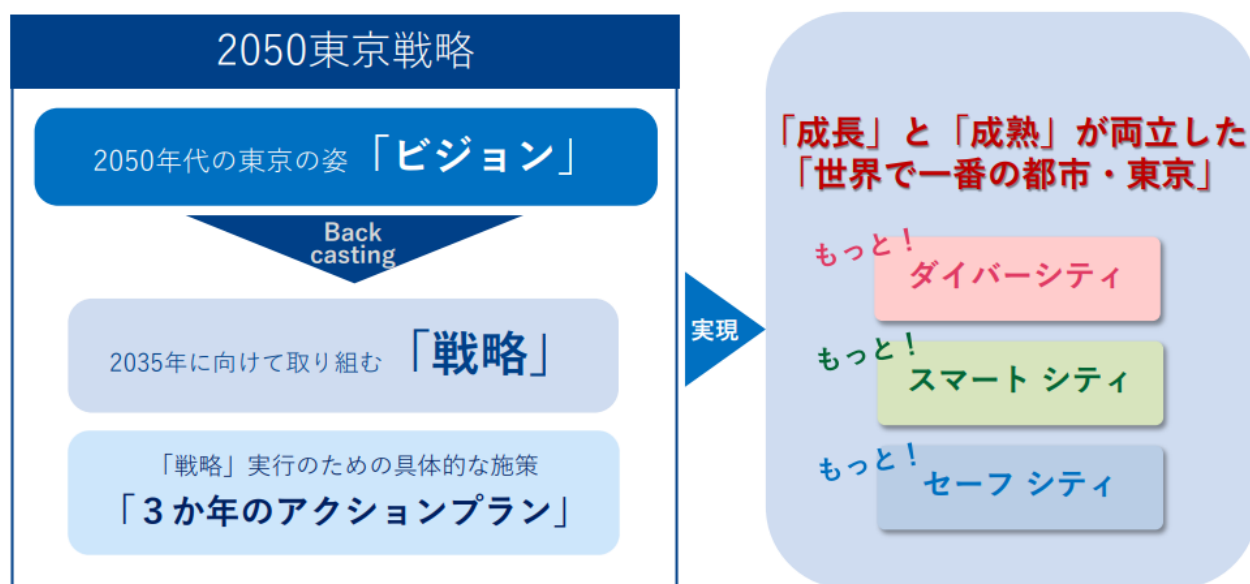 2050東京戦略
2050年代の東京の姿「ビジョン」
Back
casting
2035年に向けて取り組む「戦略」
「戦略」実行のための具体的な施策
「３か年のアクションプラン」
実現
「成長」と「成熟」が両立した
「世界で一番の都市・東京」
もっと！
ダイバーシティ
もっと！
スマート シティ
もっと！
セーフ シティ